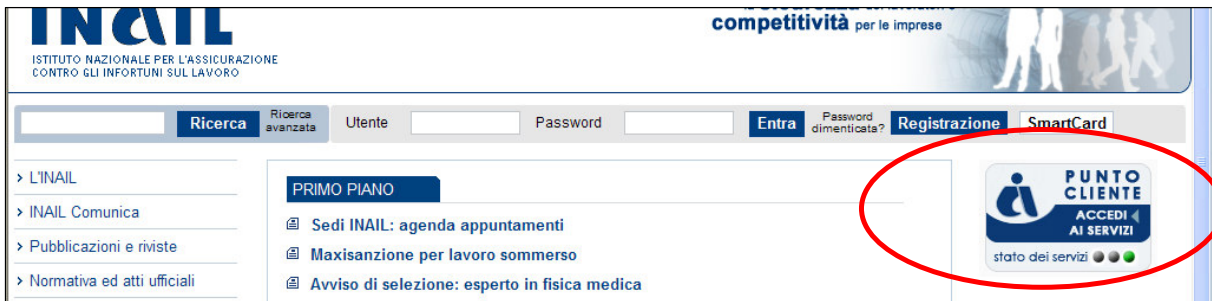 INAIL
ISTITUTO NAZIONALE PER L'ASSICURAZIONE
CONTRO GLI INFORTUNI SUL LAVORO
competitività per le imprese
Ricerca
Ricerca avanzata
Utente
Password
Entra
Password dimenticata?
Registrazione
SmartCard
> L'INAIL
> INAIL Comunica
> Pubblicazioni e riviste
> Normativa ed atti ufficiali
PRIMO PIANO
Sedi INAIL: agenda appuntamenti
Maxisanzione per lavoro sommerso
Avviso di selezione: esperto in fisica medica
PUNTO
CLIENTE
ACCEDI
AI SERVIZI
stato dei servizi